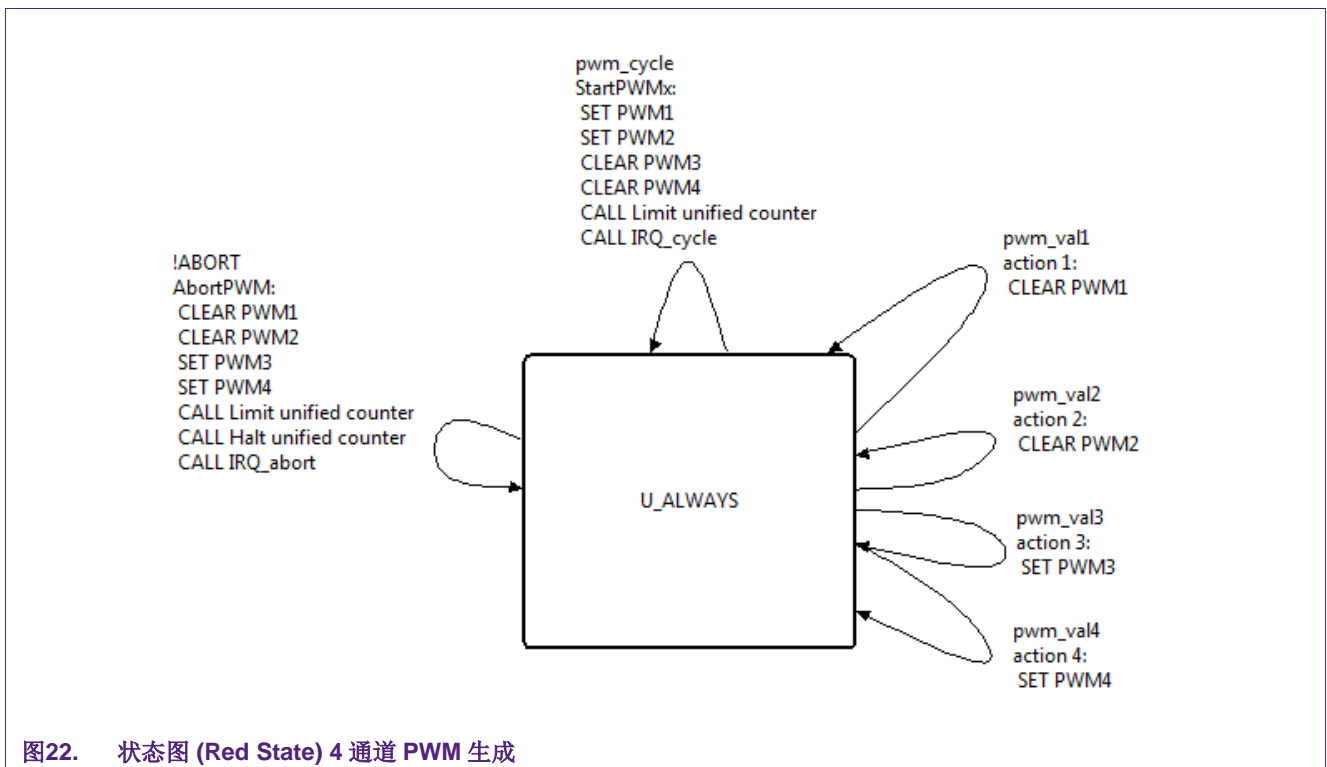 pwm_cycle
StartPWMx:
SET PWM1
SET PWM2
CLEAR PWM3
CLEAR PWM4
CALL Limit unified counter
CALL IRQ_cycle
!ABORT
AbortPWM:
CLEAR PWM1
CLEAR PWM2
SET PWM3
SET PWM4
CALL Limit unified counter
CALL Halt unified counter
CALL IRQ_abort
pwm_val1
action 1:
CLEAR PWM1
pwm_val2
action 2:
CLEAR PWM2
U_ALWAYS
pwm_val3
action 3:
SET PWM3
pwm_val4
action 4:
SET PWM4
图22. 状态图 (Red State) 4 通道 PWM 生成